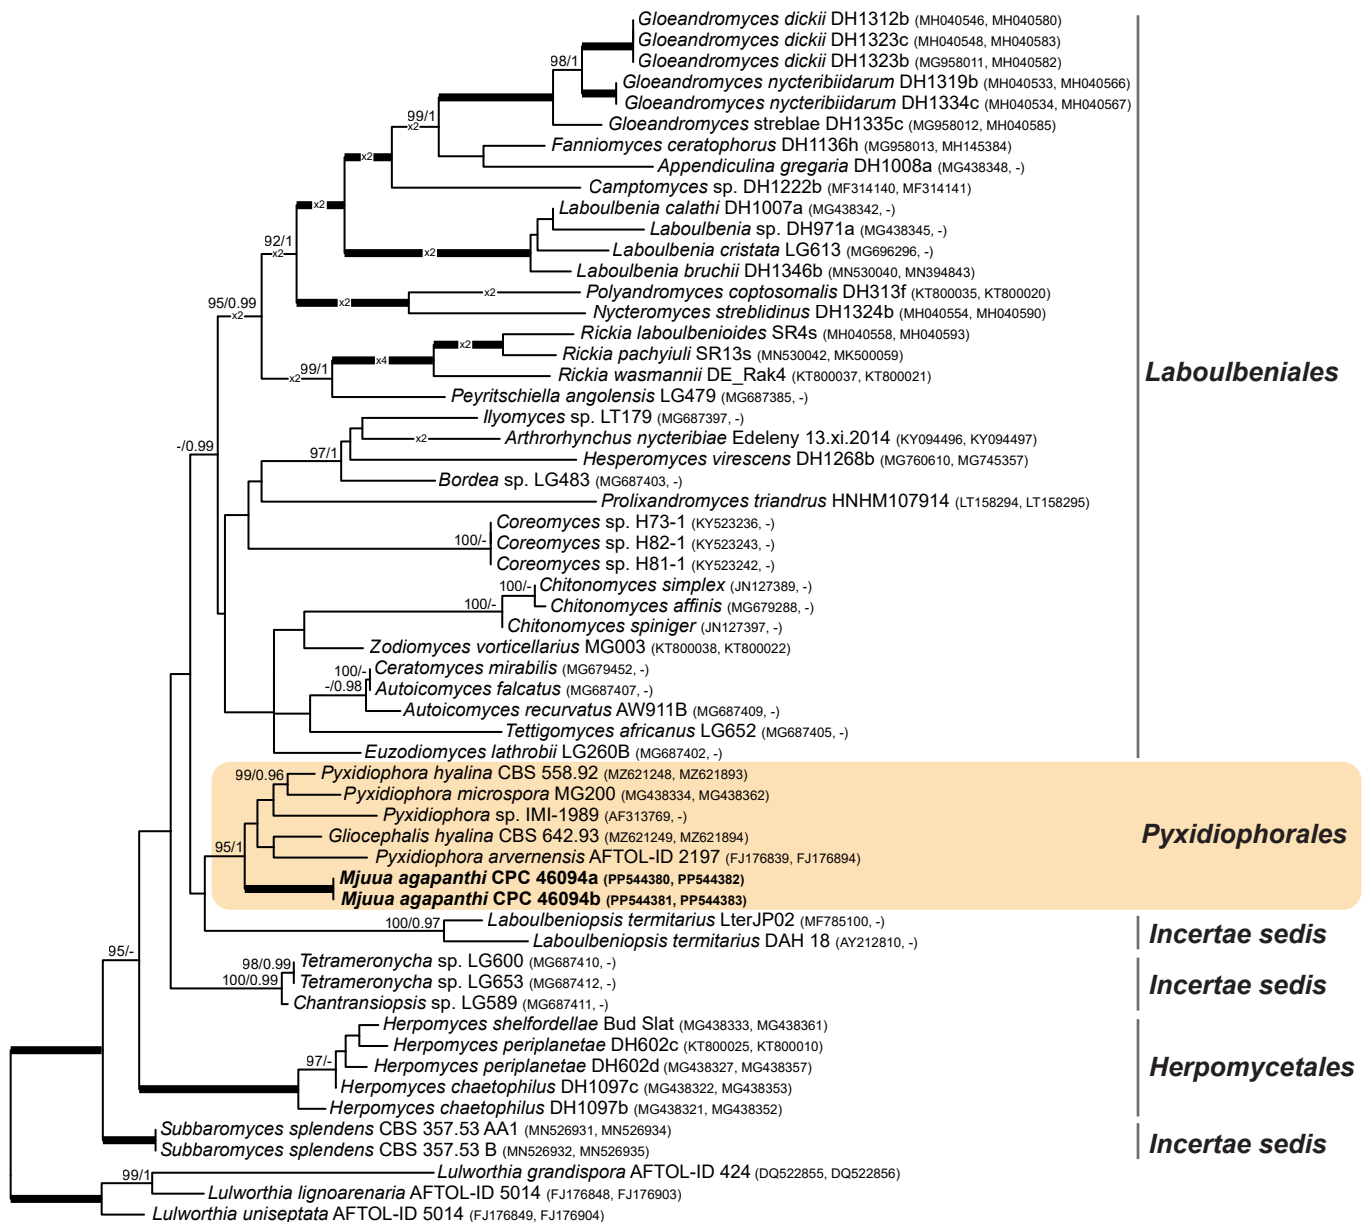 Gloeandromyces dickii DH1312b (MH040546, MH040580)
Gloeandromyces dickii DH1323c (MH040548, MH040583)
Gloeandromyces dickii DH1323b (MG958011, MH040582)
98/1
Gloeandromyces nycteribiidarum DH1319b (MH040533, MH040566)
Gloeandromyces nycteribiidarum DH1334c (MH040534, MH040567)
99/1
x2
Gloeandromyces streblae DH1335c (MG958012, MH040585)
Fanniomyces ceratophorus DH1136h (MG958013, MH145384)
x2
Appendiculina gregaria DH1008a (MG438348, -)
Camptomyces sp. DH1222b (MF314140, MF314141)
x2
Laboulbenia calathi DH1007a (MG438342, -)
Laboulbenia sp. DH971a (MG438345, -)
92/1
x2
x2
Laboulbenia cristata LG613 (MG696296, -)
Laboulbenia bruchii DH1346b (MN530040, MN394843)
x2
Polyandromyces coptosomalis DH313f (KT800035, KT800020)
95/0.99
x2
x2
Nycteromyces streblidinus DH1324b (MH040554, MH040590)
Rickia laboulbenioides SR4s (MH040558, MH040593)
x2
Rickia pachyiuli SR13s (MN530042, MK500059)
99/1
x2
x4
Rickia wasmannii DE_Rak4 (KT800037, KT800021)
Laboulbeniales
Peyritschiella angolensis LG479 (MG687385, -)
Ilyomyces sp. LT179 (MG687397, -)
-/0.99
x2
Arthrorhynchus nycteribiae Edeleny 13.xi.2014 (KY094496, KY094497)
97/1
Hesperomyces virescens DH1268b (MG760610, MG745357)
Bordea sp. LG483 (MG687403, -)
Prolixandromyces triandrus HNHM107914 (LT158294, LT158295)
Coreomyces sp. H73-1 (KY523236, -)
100/-
Coreomyces sp. H82-1 (KY523243, -)
Coreomyces sp. H81-1 (KY523242, -)
100/-
Chitonomyces simplex (JN127389, -)
100/-
Chitonomyces affinis (MG679288, -)
Chitonomyces spiniger (JN127397, -)
Zodiomyces vorticellarius MG003 (KT800038, KT800022)
100/-
Ceratomyces mirabilis (MG679452, -)
-/0.98
Autoicomyces falcatus (MG687407, -)
Autoicomyces recurvatus AW911B (MG687409, -)
Tettigomyces africanus LG652 (MG687405, -)
Euzodiomyces lathrobii LG260B (MG687402, -)
99/0.96
Pyxidiophora hyalina CBS 558.92 (MZ621248, MZ621893)
Pyxidiophora microspora MG200 (MG438334, MG438362)
Pyxidiophora sp. IMI-1989 (AF313769, -)
Gliocephalis hyalina CBS 642.93 (MZ621249, MZ621894)
Pyxidiophorales
95/1
Pyxidiophora arvernensis AFTOL-ID 2197 (FJ176839, FJ176894)
Mjuua agapanthi CPC 46094a (PP544380, PP544382)
Mjuua agapanthi CPC 46094b (PP544381, PP544383)
100/0.97
Laboulbeniopsis termitarius LterJP02 (MF785100, -)
Laboulbeniopsis termitarius DAH 18 (AY212810, -)
Incertae sedis
95/-
98/0.99
Tetrameronycha sp. LG600 (MG687410, -)
100/0.99
Tetrameronycha sp. LG653 (MG687412, -)
Chantransiopsis sp. LG589 (MG687411, -)
Incertae sedis
Herpomyces shelfordellae Bud Slat (MG438333, MG438361)
Herpomyces periplanetae DH602c (KT800025, KT800010)
97/-
Herpomyces periplanetae DH602d (MG438327, MG438357)
Herpomycetales
Herpomyces chaetophilus DH1097c (MG438322, MG438353)
Herpomyces chaetophilus DH1097b (MG438321, MG438352)
Subbaromyces splendens CBS 357.53 AA1 (MN526931, MN526934)
Subbaromyces splendens CBS 357.53 B (MN526932, MN526935)
Incertae sedis
99/1
Lulworthia grandispora AFTOL-ID 424 (DQ522855, DQ522856)
Lulworthia lignoarenaria AFTOL-ID 5014 (FJ176848, FJ176903)
Lulworthia uniseptata AFTOL-ID 5014 (FJ176849, FJ176904)